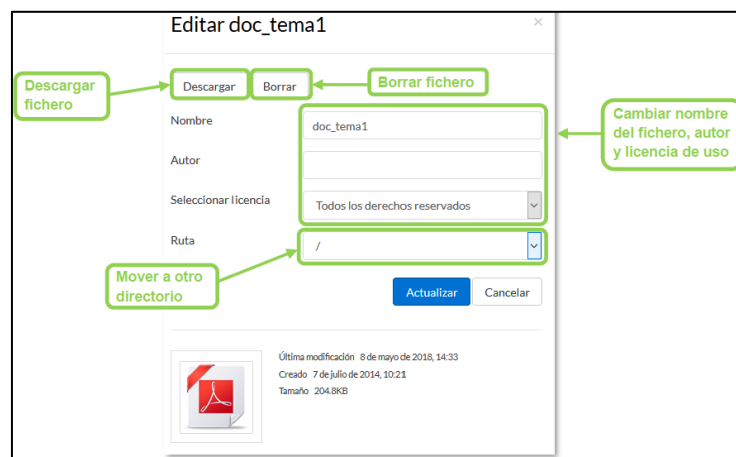 Editar doc_tema1
×
Descargar
fichero
Descargar
Borrar
Borrar fichero
Nombre
doc_tema1
Cambiar nombre
del fichero, autor
y licencia de uso
Autor
Seleccionar licencia
Todos los derechos reservados
Ruta
/
Mover a otro
directorio
Actualizar
Cancelar
Última modificación 8 de mayo de 2018, 14:33
Creado 7 de julio de 2014, 10:21
Tamaño 204.8KB